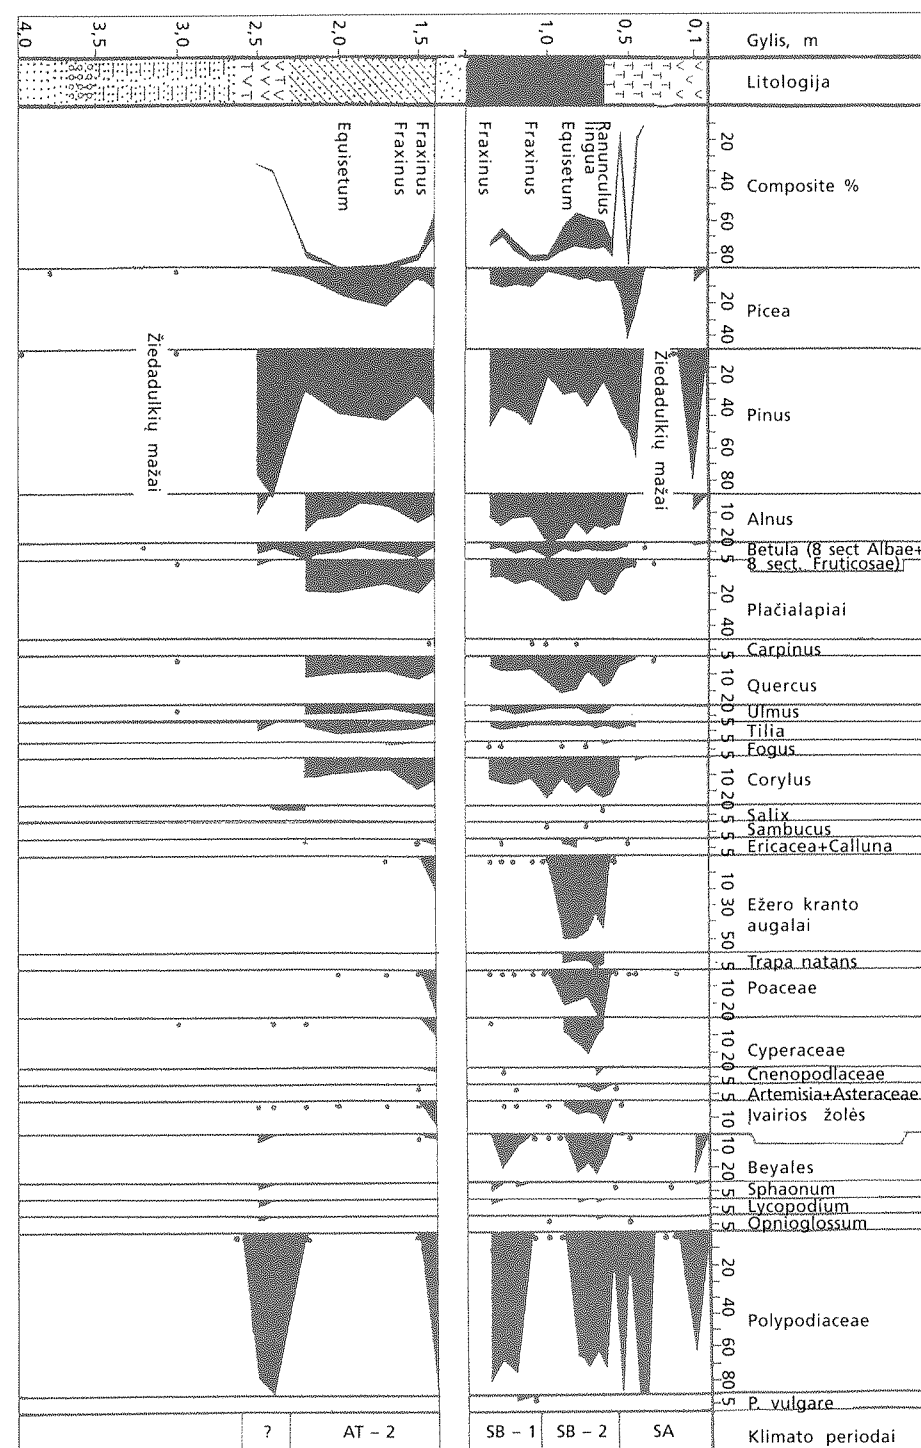 4,0 3,5 3,0 2,5 2,0 1,5 1,0 0,5 0,1 Gylis, m
Litologija
Equisetum Fraxinus Fraxinus Fraxinus Fraxinus Equisetum Ranunculus lingua
20 40 60 80 Composite %
20 40 Picea
Žiedadulkių mažai Žiedadulkių mažai
20 40 60 80 Pinus
10 20 Alnus
5 Betula (8 sect Albae+
8 sect. Fruticosae)
20 40 Plačialapiai
5 Carpinus
10 20 Quercus
5 Ulmus
5 Tilia
5 Fogus
10 20 Corylus
5 Salix
5 Sambucus
5 Ericacea+Calluna
10 30 50 Ežero kranto
augalai
5 Trapa natans
10 20 Poaceae
10 20 Cyperaceae
5 Cnenopodlaceae
5 Artemisia+Asteraceae
10 Įvairios žolės
10 20 Beyales
5 Sphaonum
5 Lycopodium
5 Opnioglossum
20 40 60 80 Polypodiaceae
5 P. vulgare
? AT – 2 SB – 1 SB – 2 SA Klimato periodai